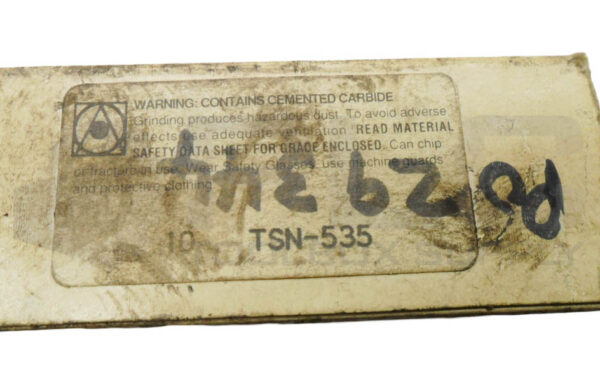 WARNING: CONTAINS CEMENTED CARBIDE
Grinding produces hazardous dust. To avoid adverse
effects use adequate ventilation. READ MATERIAL
SAFETY DATA SHEET FOR GRADE ENCLOSED. Can chip
or fracture in use. Wear Safety Glasses, use machine guards
and protective clothing.
10 TSN-535